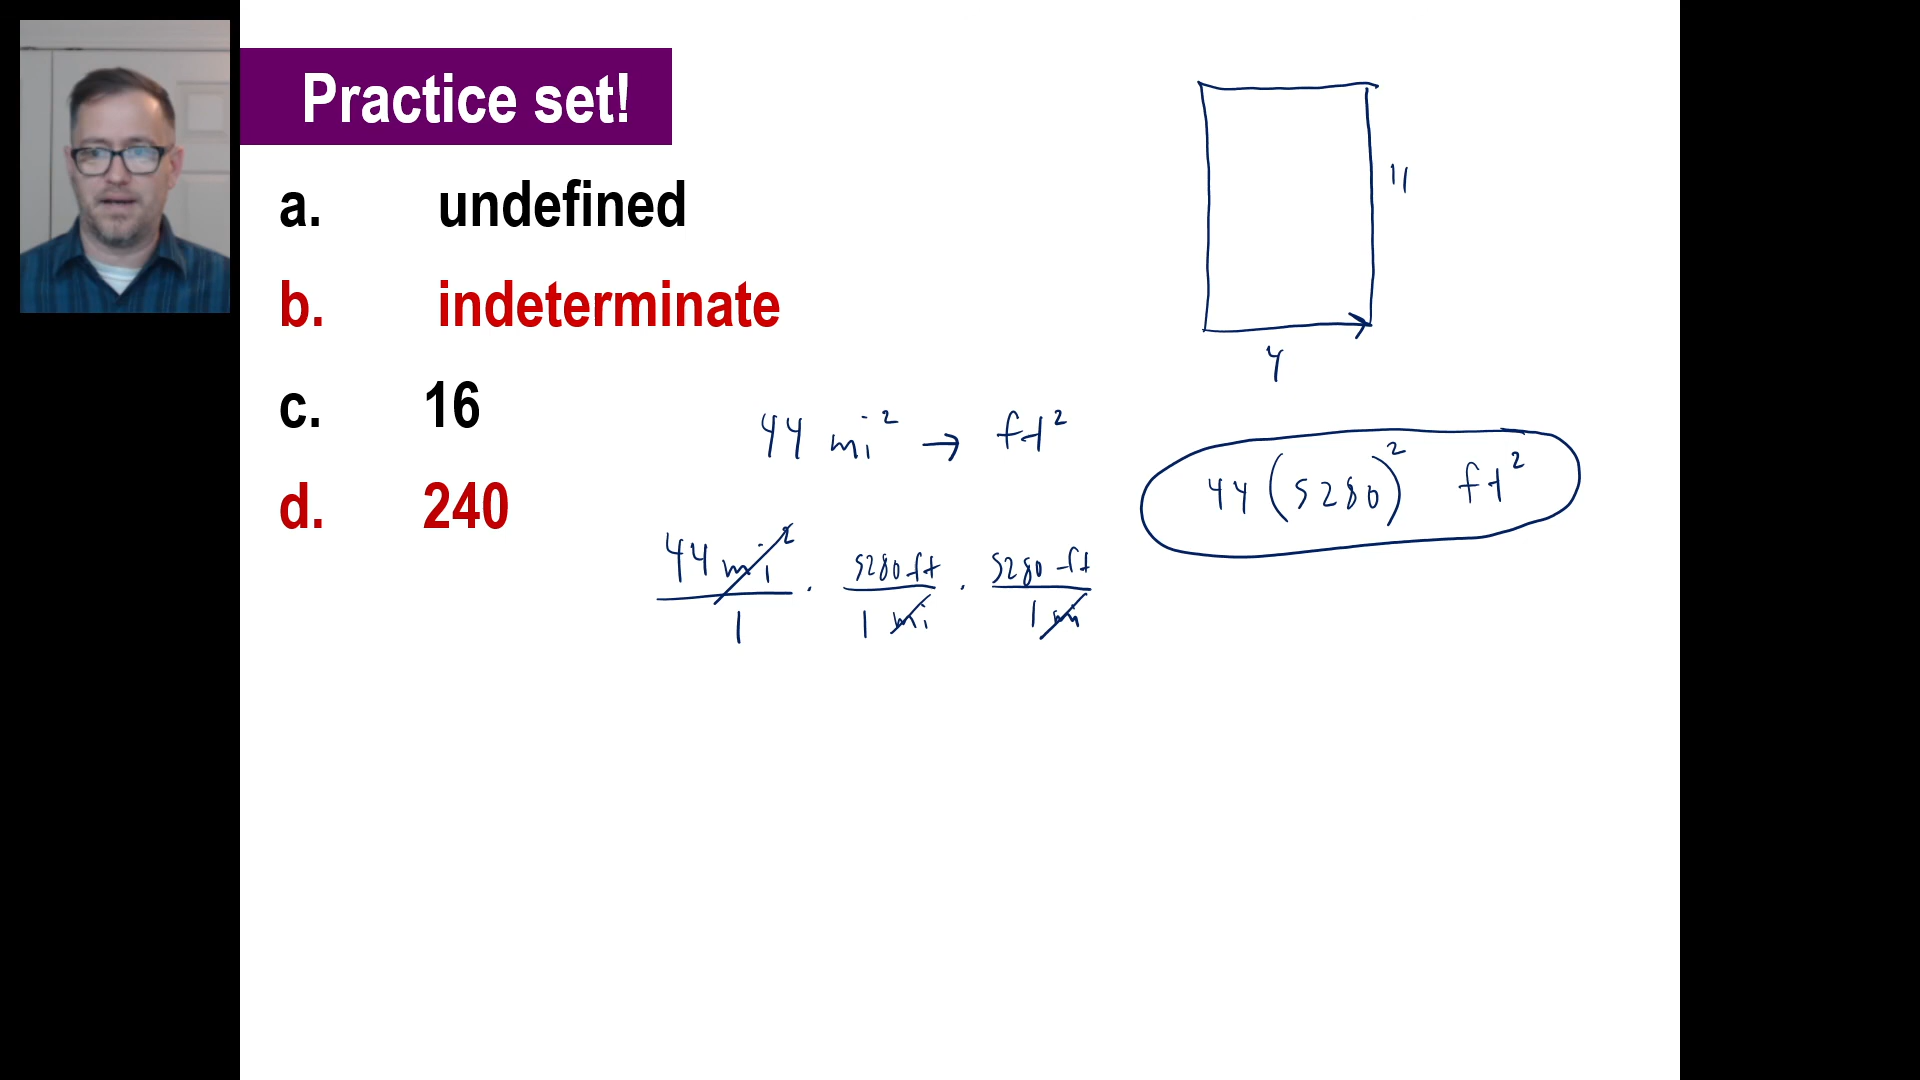 Practice set!
a. undefined
b. indeterminate
c. 16
d. 240
11
4
44 mi² → ft²
44 (5280)² ft²
44 mi² / 1 · 5280 ft / 1 mi · 5280 ft / 1 mi